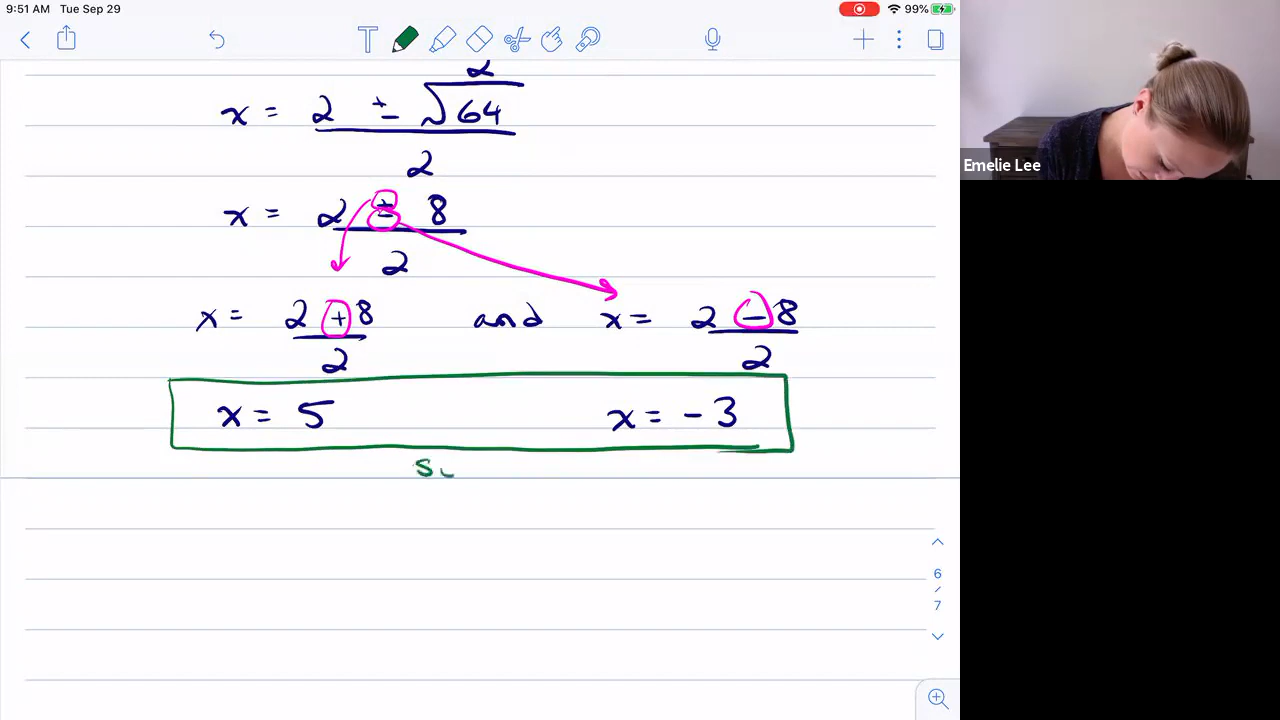 9:51 AM Tue Sep 29
99%
T
2
x = 2 ± √64
2
x = 2 ± 8
2
x = 2 + 8 and x = 2 - 8
2 2
x = 5 x = -3
Emelie Lee
6
/
7